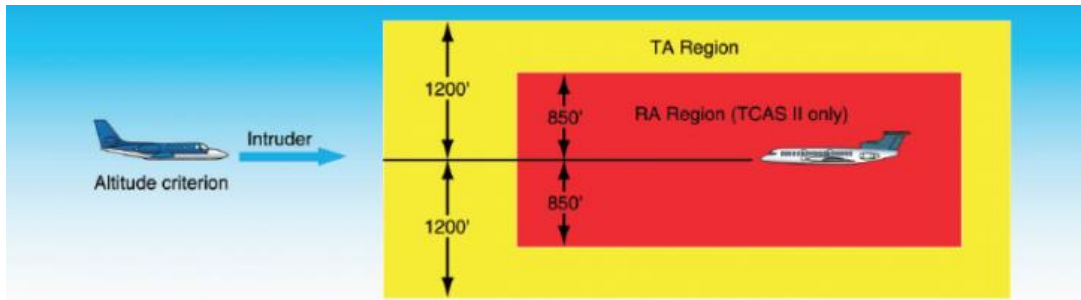 TA Region
1200'
850'
RA Region (TCAS II only)
Intruder
Altitude criterion
850'
1200'